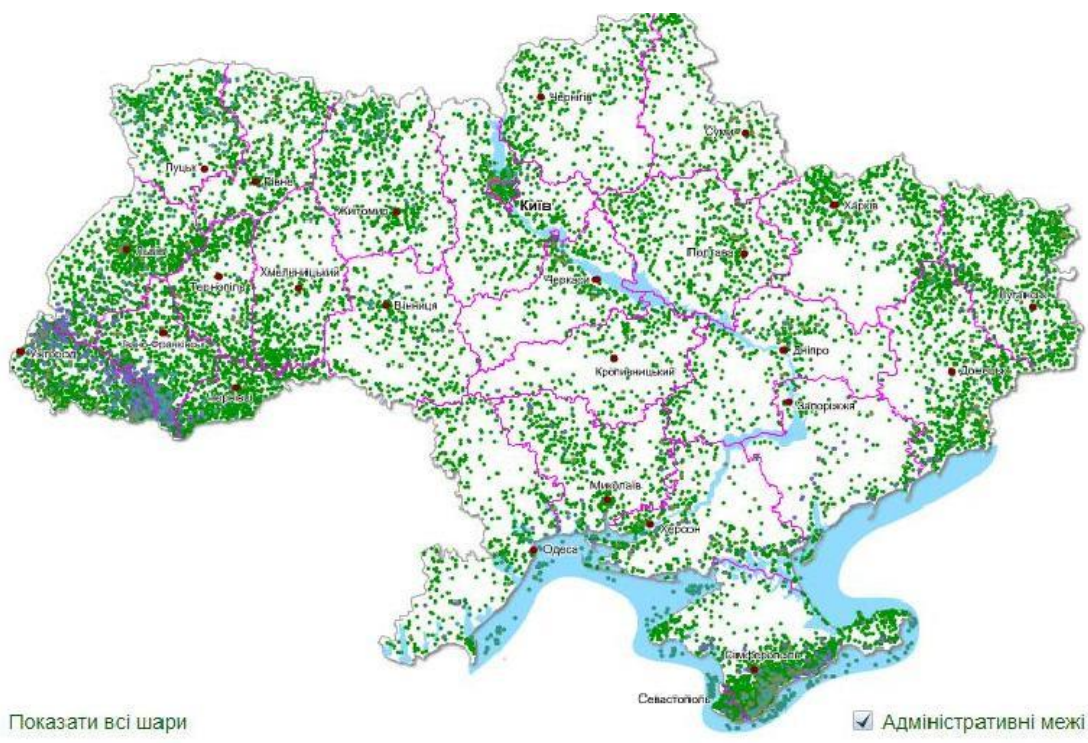 Чернігів
Суми
Луцьк
Рівне
Київ
Житомир
Харків
Львів
Полтава
Хмельницький
Тернопіль
Черкаси
Луганськ
Вінниця
Івано-Франківськ
Ужгород
Дніпро
Кропивницький
Донецьк
Чернівці
Запоріжжя
Миколаїв
Херсон
Одеса
Сімферополь
Севастополь
Показати всі шари
Адміністративні межі